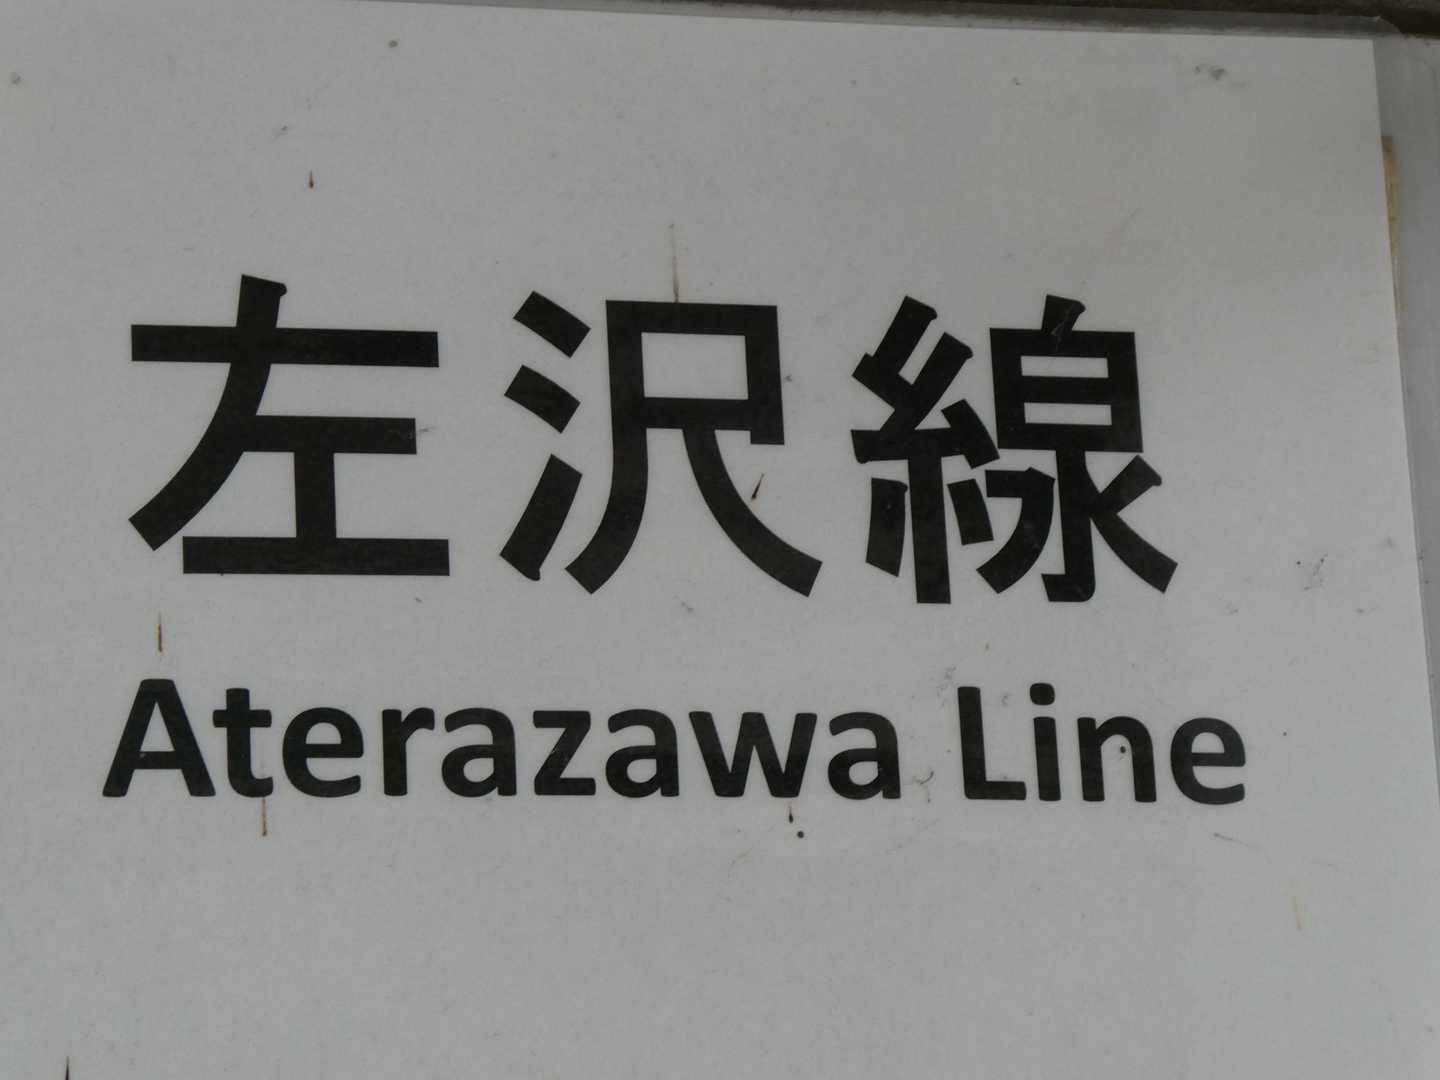 左沢線
Aterazawa Line